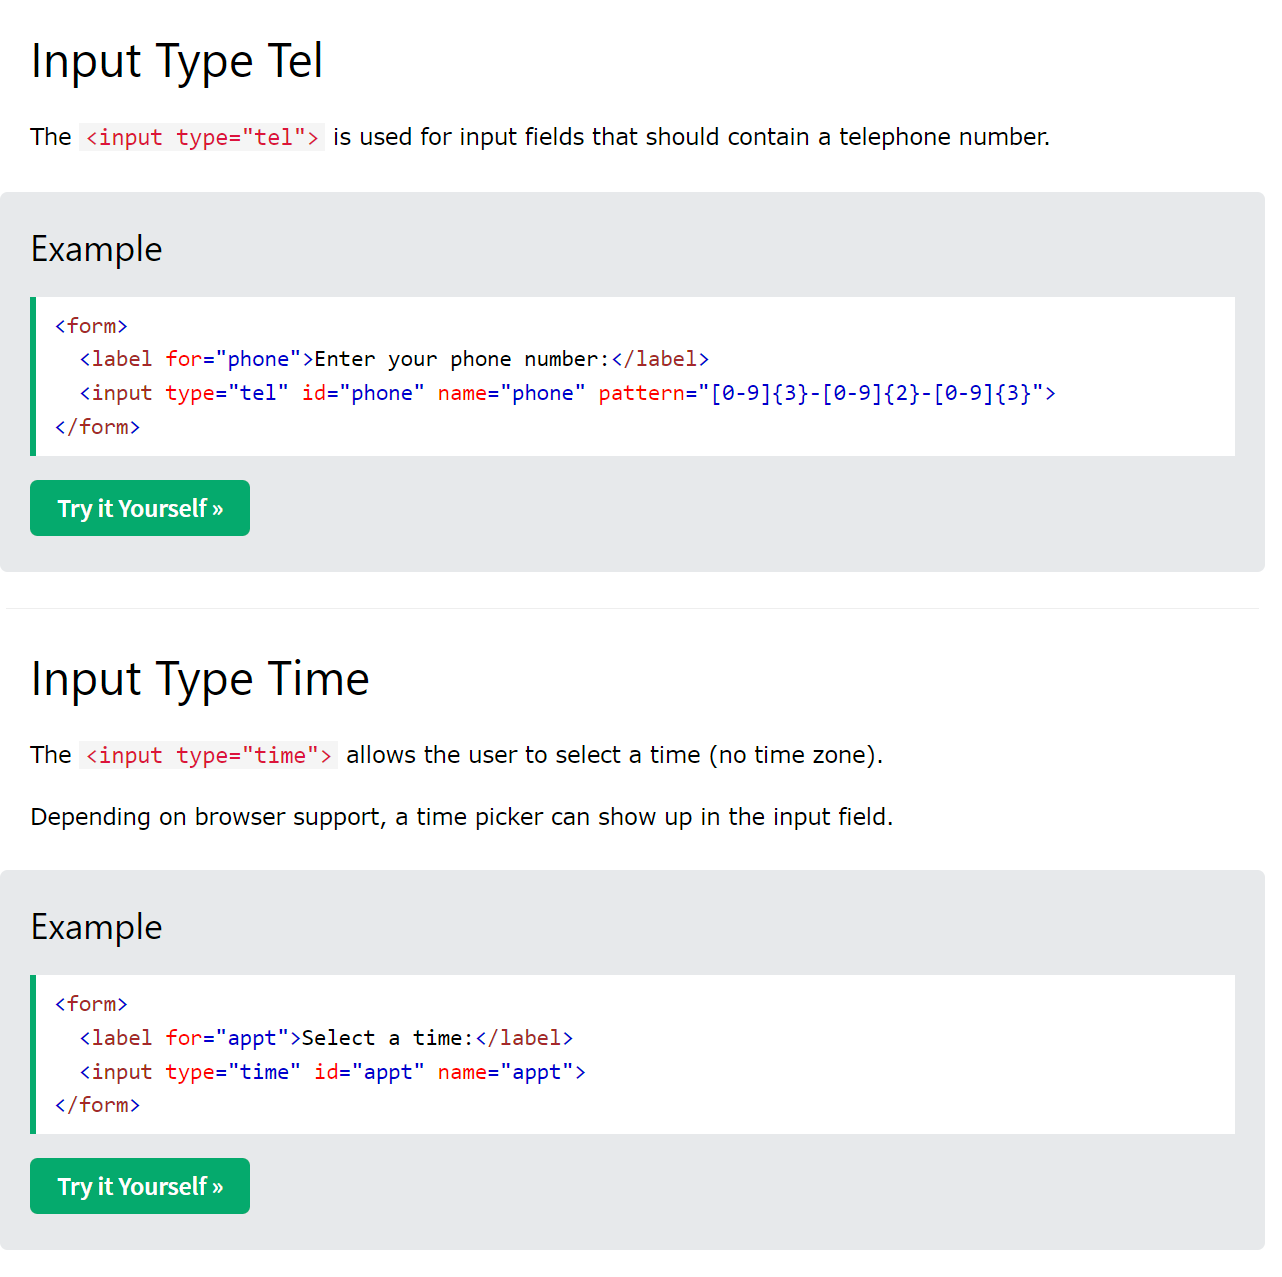 Input Type Tel
The <input type="tel"> is used for input fields that should contain a telephone number.
Example
<form>
  <label for="phone">Enter your phone number:</label>
  <input type="tel" id="phone" name="phone" pattern="[0-9]{3}-[0-9]{2}-[0-9]{3}">
</form>
Try it Yourself »
Input Type Time
The <input type="time"> allows the user to select a time (no time zone).
Depending on browser support, a time picker can show up in the input field.
Example
<form>
  <label for="appt">Select a time:</label>
  <input type="time" id="appt" name="appt">
</form>
Try it Yourself »